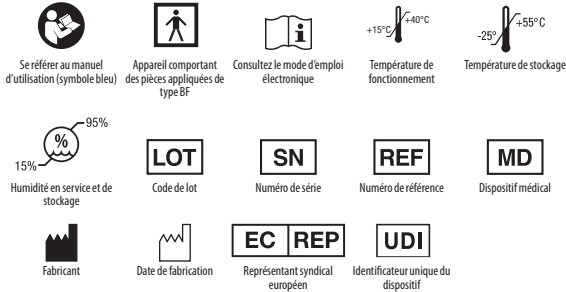 +15°C
+40°C
-25°
+55°C
Se référer au manuel
d'utilisation (symbole bleu)
Appareil comportant
des pièces appliquées de
type BF
Consultez le mode d'emploi
électronique
Température de
fonctionnement
Température de stockage
95%
%
15%
LOT
SN
REF
MD
Humidité en service et de
stockage
Code de lot
Numéro de série
Numéro de référence
Dispositif médical
EC REP
UDI
Fabricant
Date de fabrication
Représentant syndical
européen
Identificateur unique du
dispositif